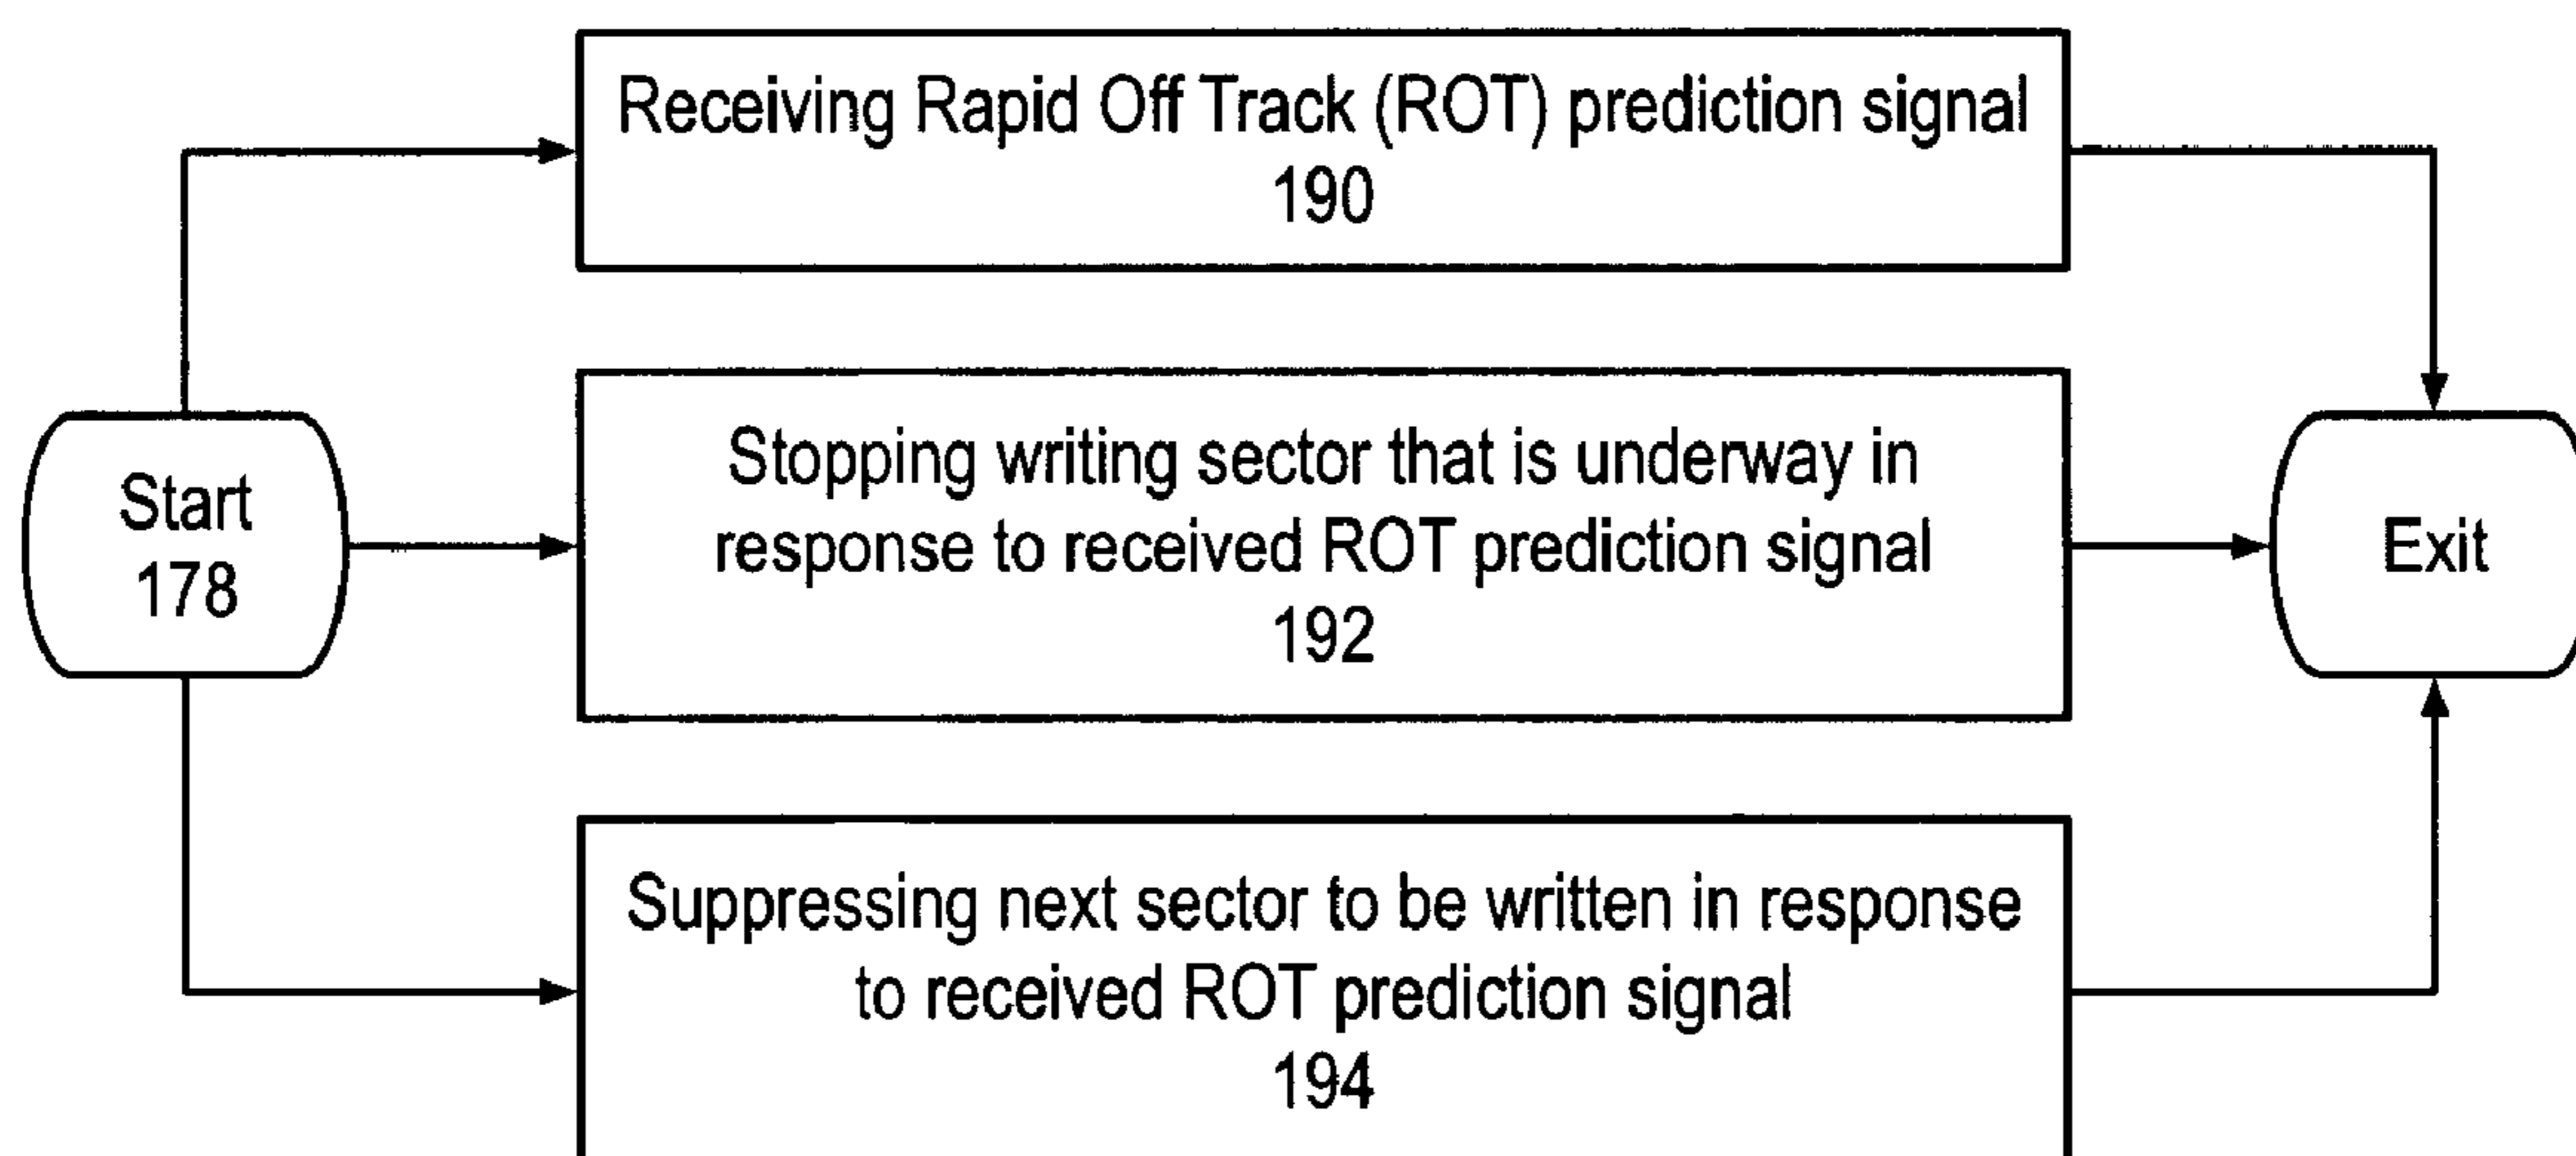 Receiving Rapid Off Track (ROT) prediction signal
190
Start
178
Stopping writing sector that is underway in
response to received ROT prediction signal
192
Exit
Suppressing next sector to be written in response
to received ROT prediction signal
194